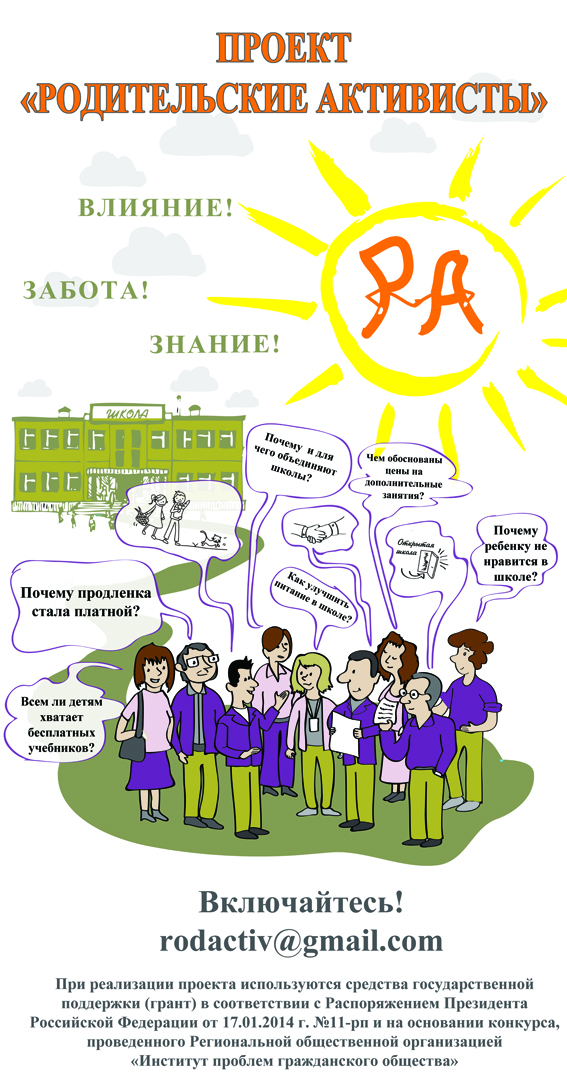 ПРОЕКТ
«РОДИТЕЛЬСКИЕ АКТИВИСТЫ»
ВЛИЯНИЕ!
ЗАБОТА!
ЗНАНИЕ!
РА
ШКОЛА
Почему и для
чего объединяют
школы?
Чем обоснованы
цены на
дополнительные
занятия?
Открытая
школа
Почему
ребенку не
нравится в
школе?
Как улучшить
питание в школе?
Почему продленка
стала платной?
Всем ли детям
хватает
бесплатных
учебников?
Включайтесь!
rodactiv@gmail.com
При реализации проекта используются средства государственной
поддержки (грант) в соответствии с Распоряжением Президента
Российской Федерации от 17.01.2014 г. №11-рп и на основании конкурса,
проведенного Региональной общественной организацией
«Институт проблем гражданского общества»